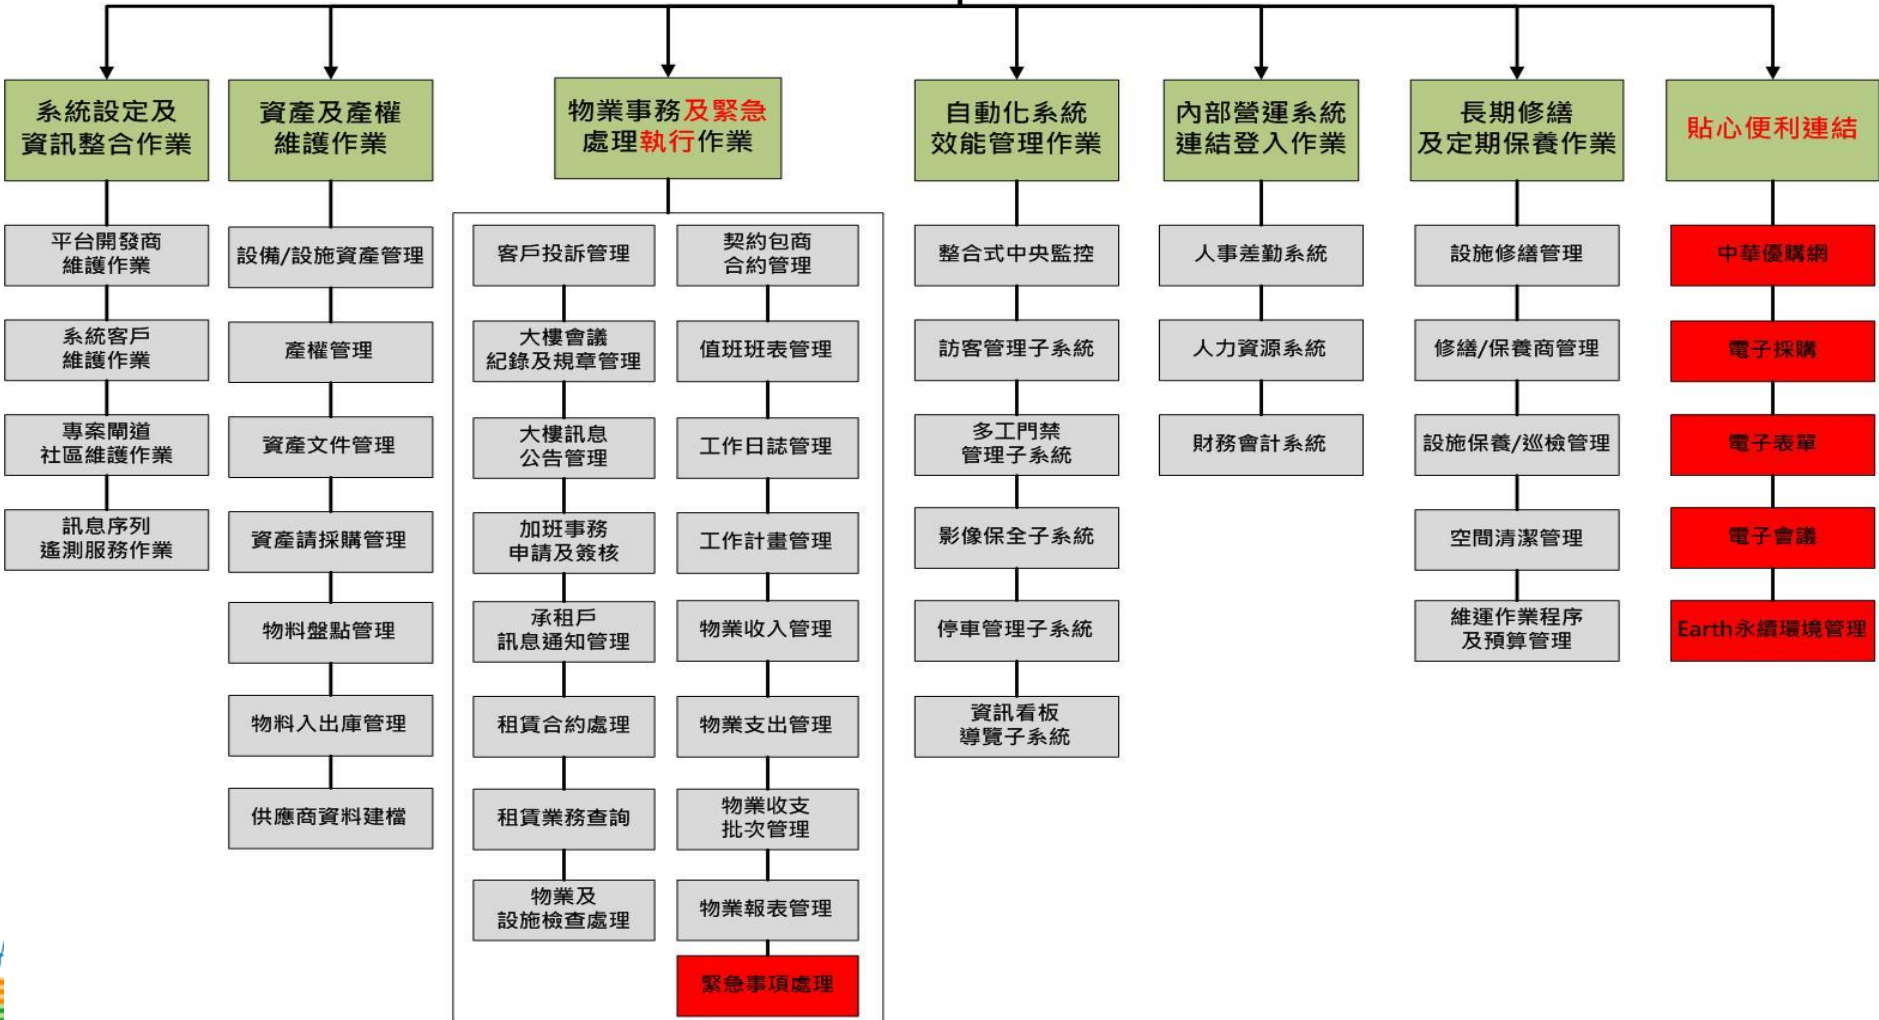 系統設定及
資訊整合作業
平台開發商
維護作業
系統客戶
維護作業
專案閘道
社區維護作業
訊息序列
遙測服務作業
資產及產權
維護作業
設備/設施資產管理
產權管理
資產文件管理
資產請採購管理
物料盤點管理
物料入出庫管理
供應商資料建檔
物業事務及緊急
處理執行作業
客戶投訴管理
大樓會議
紀錄及規章管理
大樓訊息
公告管理
加班事務
申請及簽核
承租戶
訊息通知管理
租賃合約處理
租賃業務查詢
物業及
設施檢查處理
契約包商
合約管理
值班班表管理
工作日誌管理
工作計畫管理
物業收入管理
物業支出管理
物業收支
批次管理
物業報表管理
緊急事項處理
自動化系統
效能管理作業
整合式中央監控
訪客管理子系統
多工門禁
管理子系統
影像保全子系統
停車管理子系統
資訊看板
導覽子系統
內部營運系統
連結登入作業
人事差勤系統
人力資源系統
財務會計系統
長期修繕
及定期保養作業
設施修繕管理
修繕/保養商管理
設施保養/巡檢管理
空間清潔管理
維運作業程序
及預算管理
貼心便利連結
中華優購網
電子採購
電子表單
電子會議
Earth永續環境管理